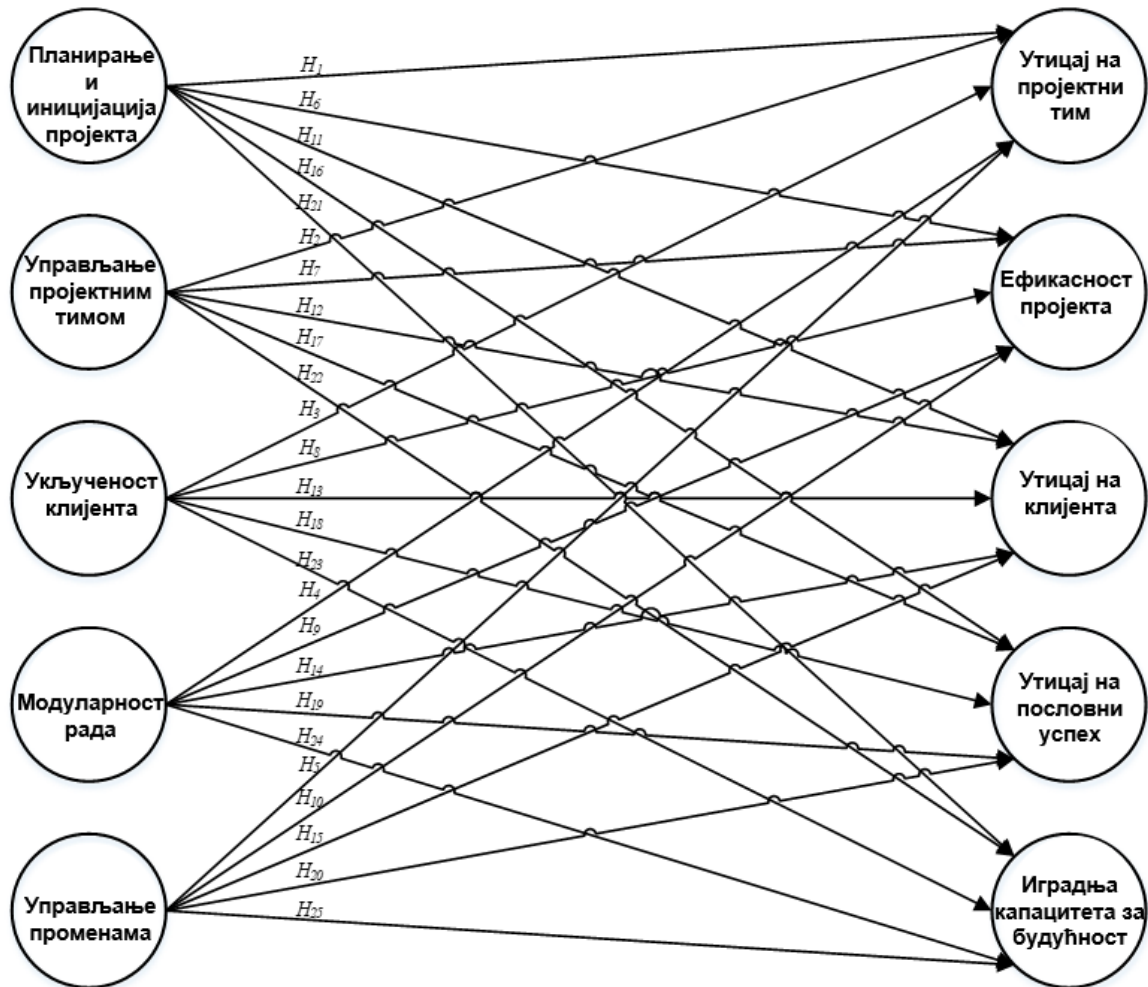 Планирање
и
иницијација
пројекта
Управљање
пројектним
тимом
Укљученост
клијента
Модуларност
рада
Управљање
променама
H1
H6
H11
H16
H21
H2
H7
H12
H17
H22
H3
H8
H13
H18
H23
H4
H9
H14
H19
H24
H5
H10
H15
H20
H25
Утицај на
пројектни
тим
Ефикасност
пројекта
Утицај на
клијента
Утицај на
пословни
успех
Иградња
капацитета за
будућност